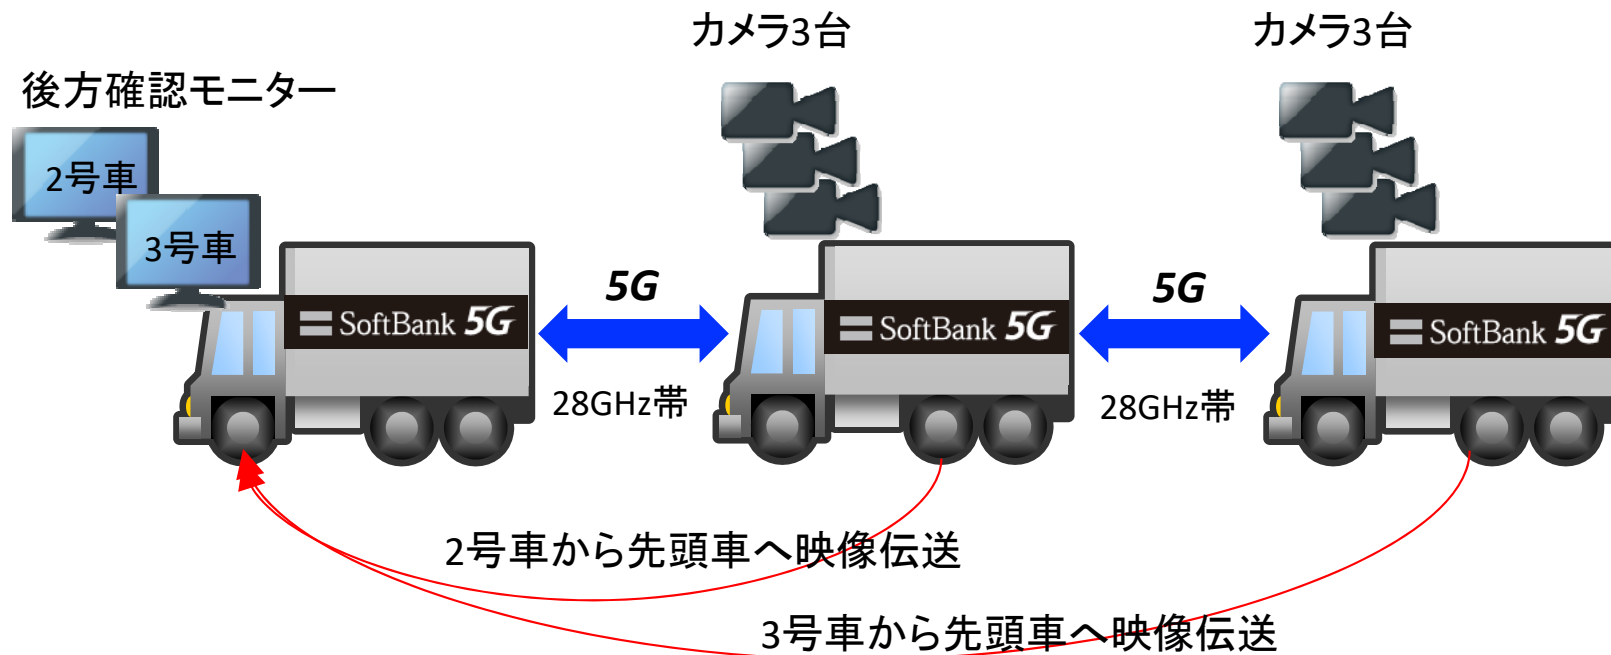 カメラ3台
カメラ3台
後方確認モニター
2号車
3号車
5G
5G
SoftBank 5G
SoftBank 5G
SoftBank 5G
28GHz帯
28GHz帯
2号車から先頭車へ映像伝送
3号車から先頭車へ映像伝送